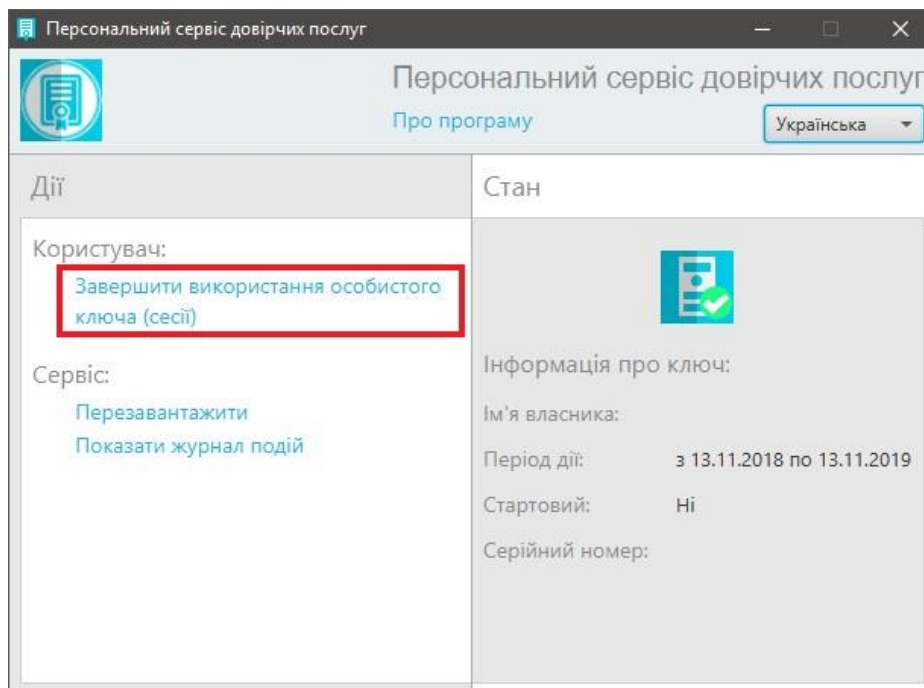 Персональний сервіс довірчих послуг
Персональний сервіс довірчих послуг
Про програму
Українська
Дії
Стан
Користувач:
Завершити використання особистого
ключа (сесії)
Сервіс:
Перезавантажити
Показати журнал подій
Інформація про ключ:
Ім'я власника:
Період дії: з 13.11.2018 по 13.11.2019
Стартовий: Ні
Серійний номер: